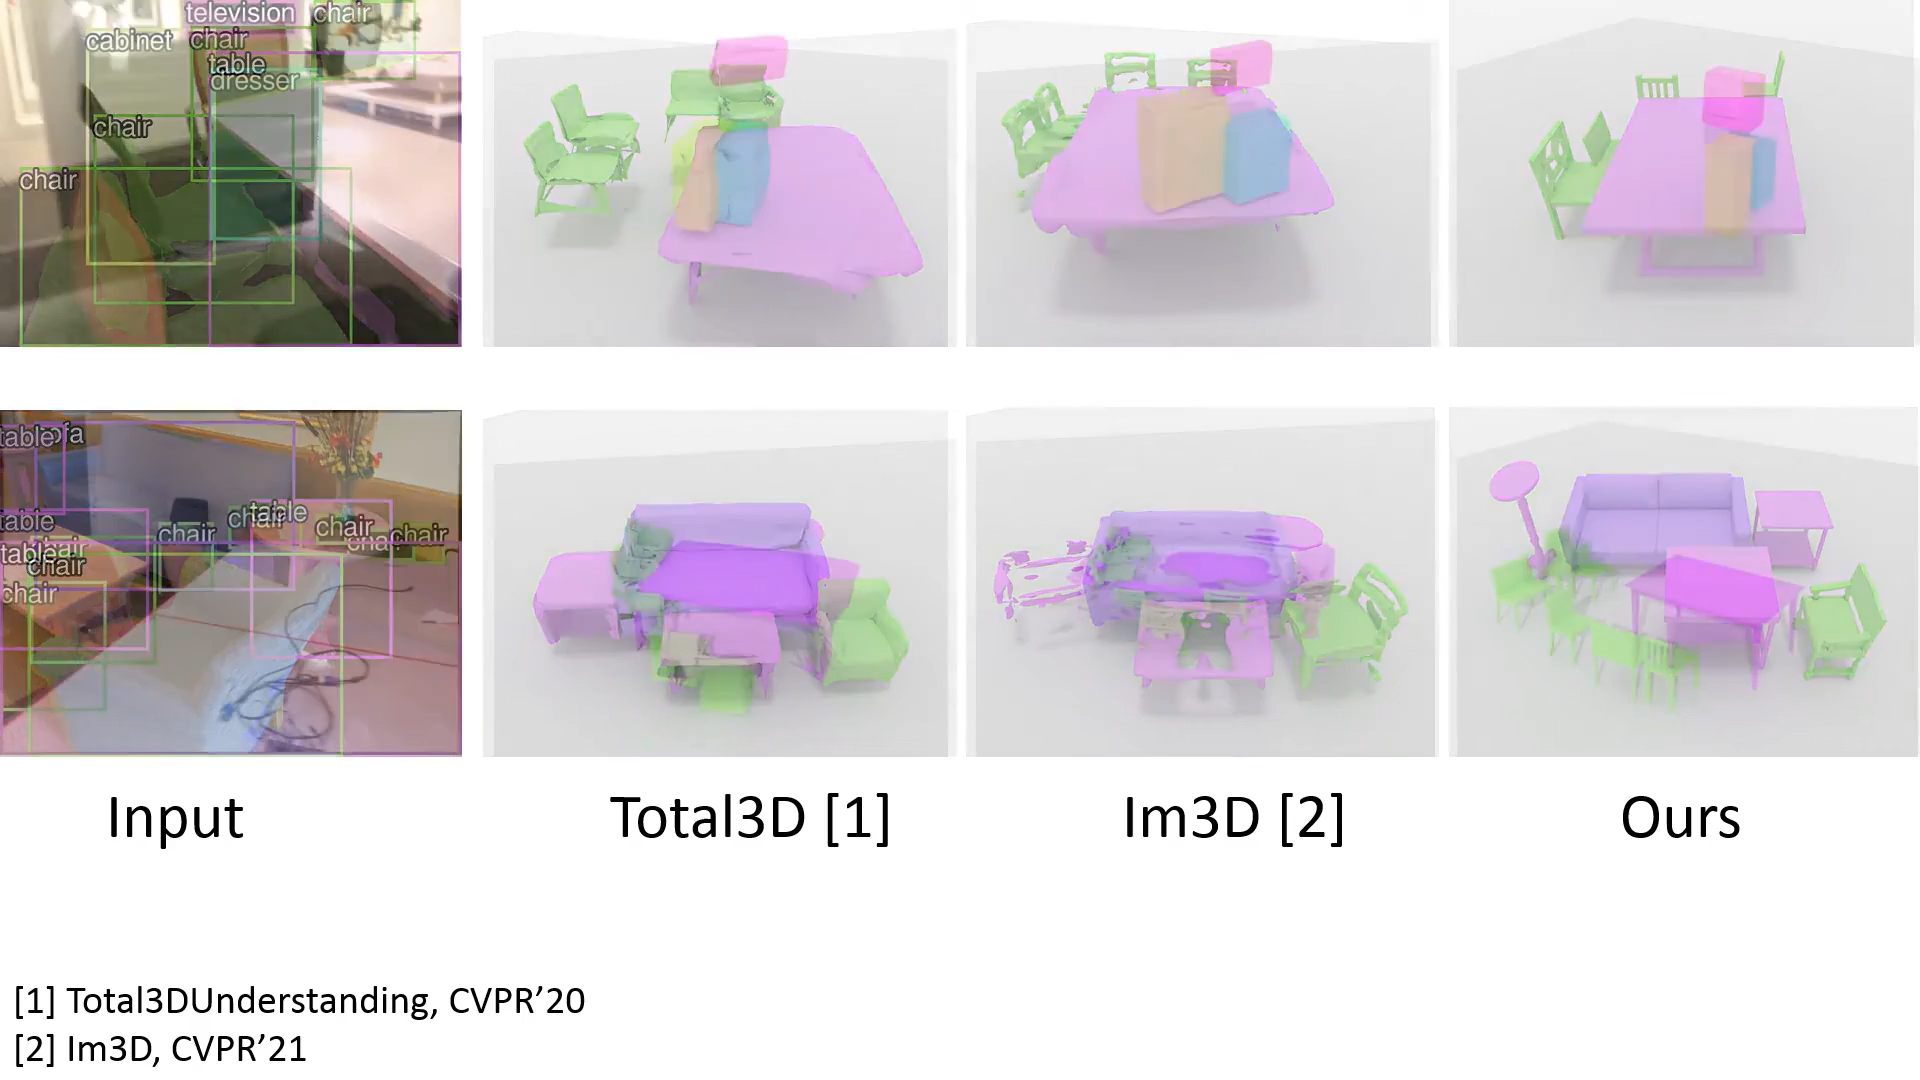 television chair
cabinet chair
table
dresser
chair
chair
table
chair
table
chair
chair
table
chair
chair
chair
Input
Total3D [1]
Im3D [2]
Ours
[1] Total3DUnderstanding, CVPR’20
[2] Im3D, CVPR’21